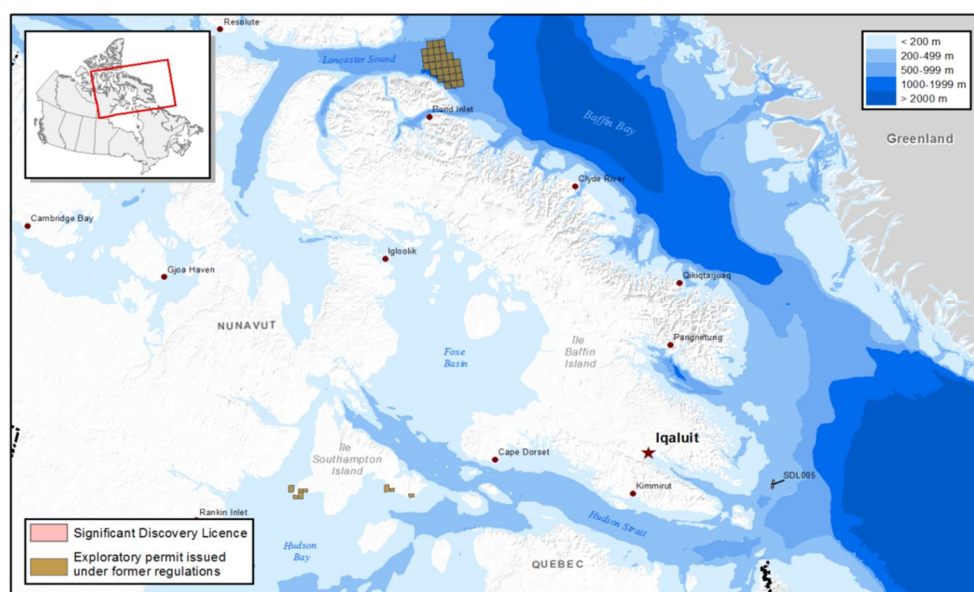 Resolute
Lancaster Sound
< 200 m
200-499 m
500-999 m
1000-1999 m
> 2000 m
Pond Inlet
Baffin Bay
Greenland
Clyde River
Cambridge Bay
Igloolik
Gjoa Haven
Qikiqtarjuaq
NUNAVUT
Pangnirtung
Foxe
Basin
île
Baffin
Island
Iqaluit
île
Southampton
Island
Cape Dorset
SDL005
Kimmirut
Rankin Inlet
Hudson Strait
Significant Discovery Licence
Exploratory permit issued
under former regulations
Hudson
Bay
QUEBEC